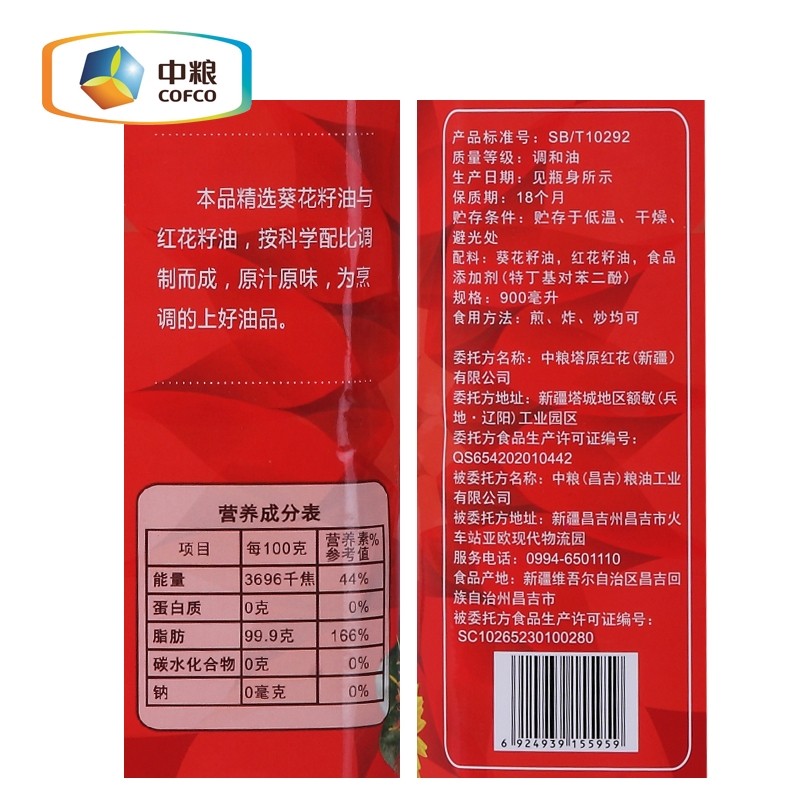 中粮
COFCO
本品精选葵花籽油与
红花籽油，按科学配比调
制而成，原汁原味，为烹
调的上好油品。
营养成分表
项目 每100克 营养素%参考值
能量 3696千焦 44%
蛋白质 0克 0%
脂肪 99.9克 166%
碳水化合物 0克 0%
钠 0毫克 0%
产品标准号：SB/T10292
质量等级：调和油
生产日期：见瓶身所示
保质期：18个月
贮存条件：贮存于低温、干燥、
避光处
配料：葵花籽油，红花籽油，食品
添加剂(特丁基对苯二酚)
规格：900毫升
食用方法：煎、炸、炒均可
委托方名称：中粮塔原红花(新疆)
有限公司
委托方地址：新疆塔城地区额敏(兵
地·辽阳)工业园区
委托方食品生产许可证编号：
QS654202010442
被委托方名称：中粮(昌吉)粮油工业
有限公司
被委托方地址：新疆昌吉州昌吉市火
车站亚欧现代物流园
服务电话：0994-6501110
食品产地：新疆维吾尔自治区昌吉回
族自治州昌吉市
被委托方食品生产许可证编号：
SC10265230100280
6 924939 155959